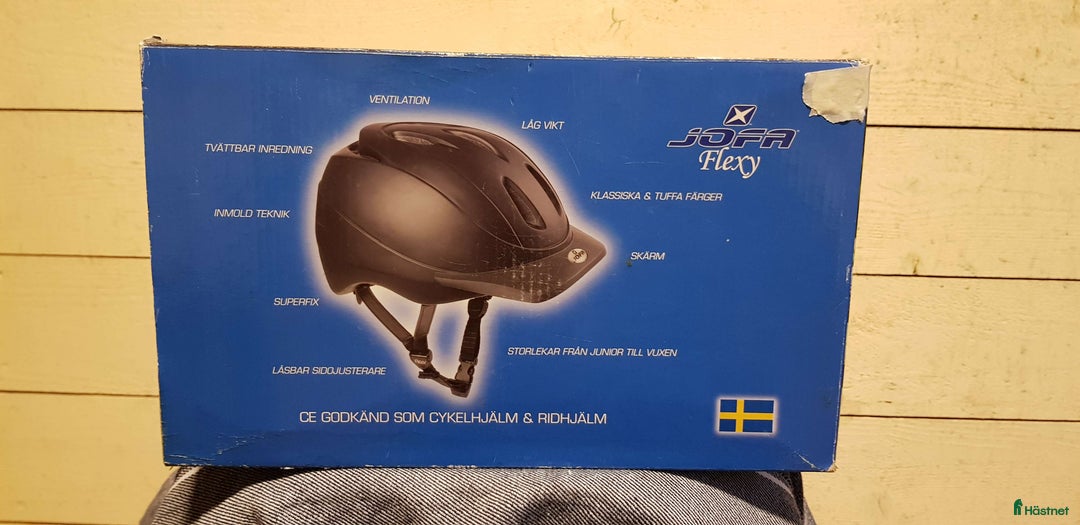 VENTILATION
LÅG VIKT
JOFA
Flexy
TVÄTTBAR INREDNING
KLASSISKA & TUFFA FÄRGER
INMOLD TEKNIK
SKÄRM
JOFA
SUPERFIX
STORLEKAR FRÅN JUNIOR TILL VUXEN
LÅSBAR SIDOJUSTERARE
CE GODKÄND SOM CYKELHJÄLM & RIDHJÄLM
Hästnet